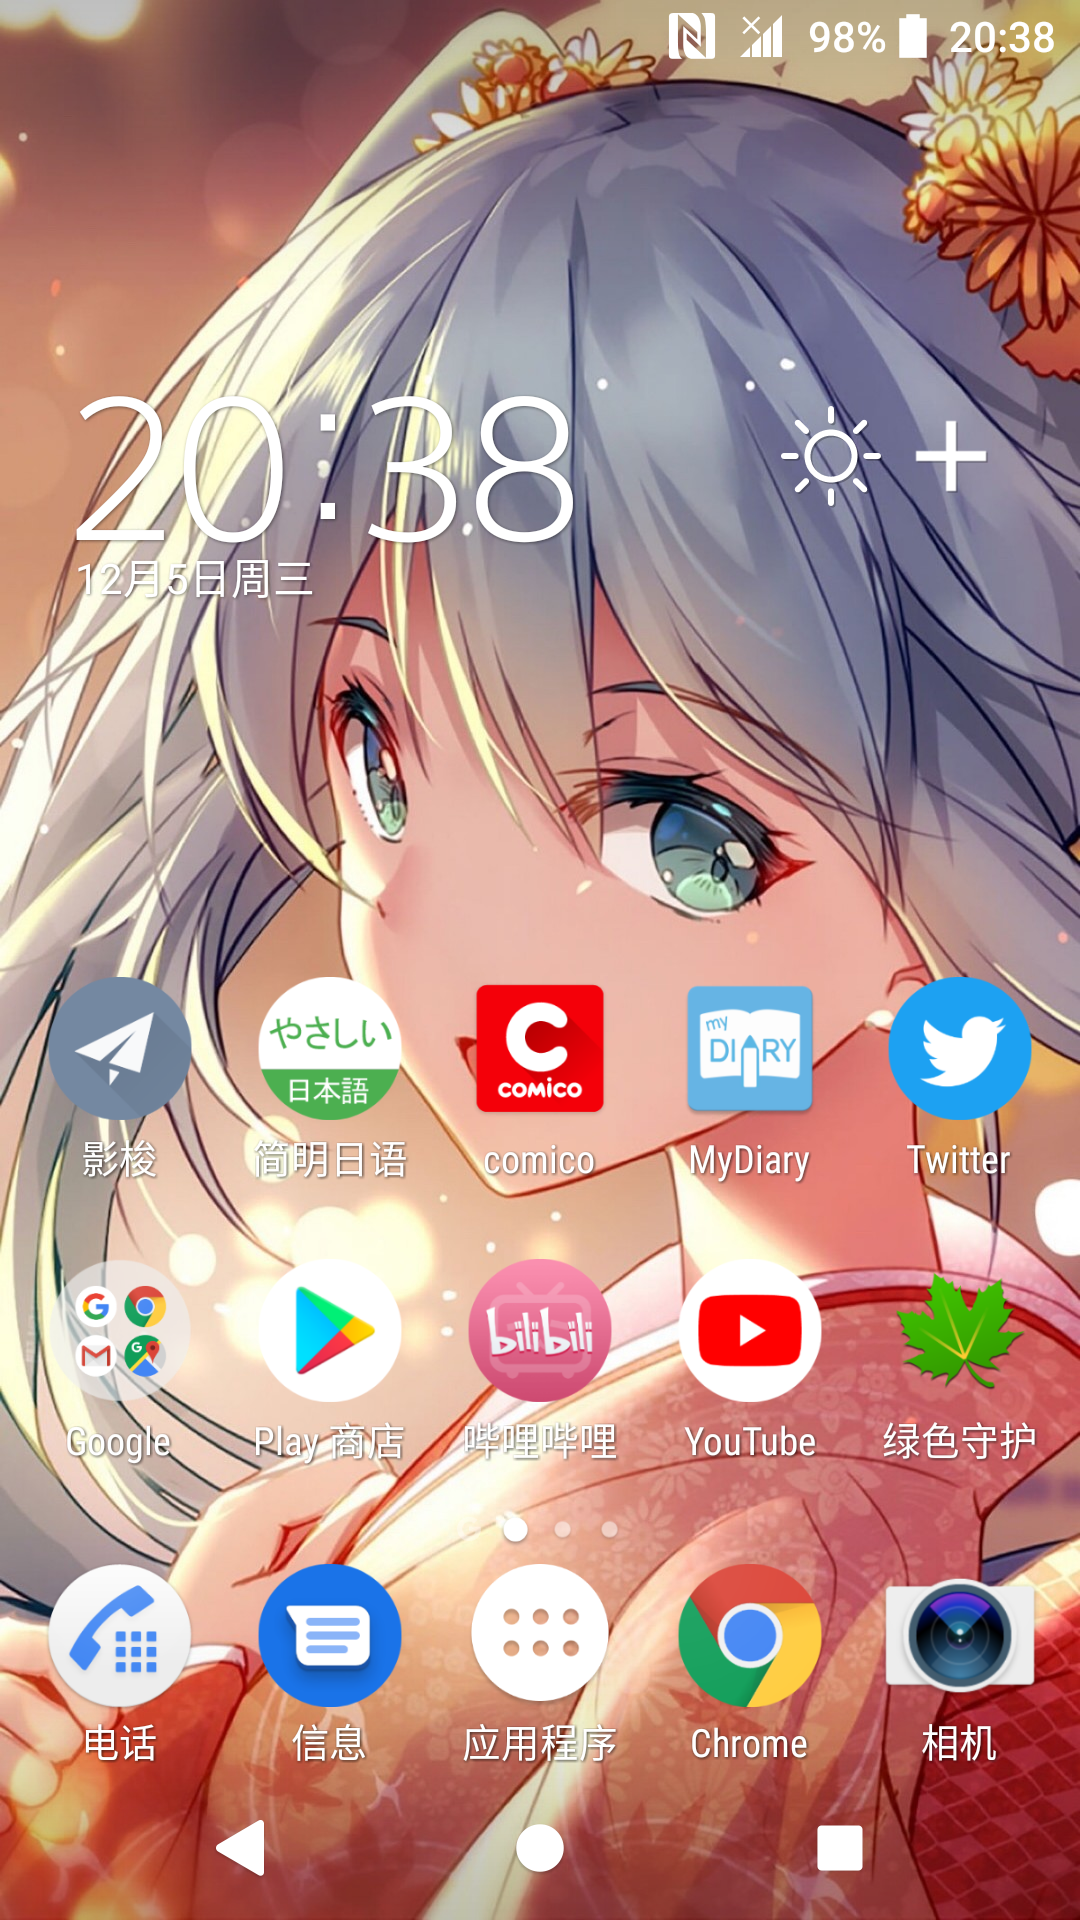 98% 20:38
20:38
12月5日周三
やさしい
日本語
comico
my
DIARY
影梭 简明日语 comico MyDiary Twitter
bilibili
Google Play 商店 哔哩哔哩 YouTube 绿色守护
电话 信息 应用程序 Chrome 相机